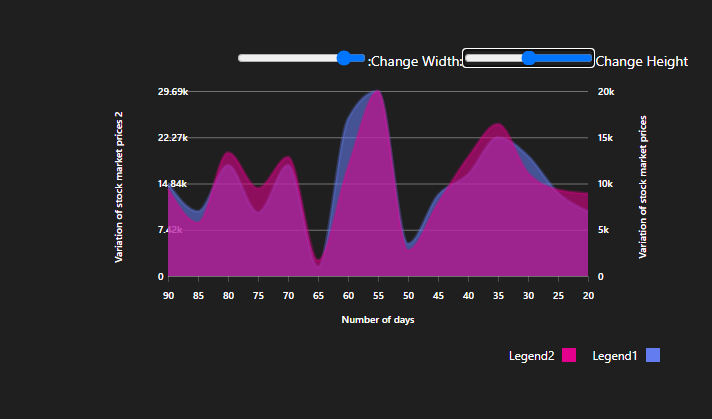 :Change Width:
Change Height
Variation of stock market prices 2
29.69k
22.27k
14.84k
7.42k
0
20k
15k
10k
5k
0
Variation of stock market prices
90 85 80 75 70 65 60 55 50 45 40 35 30 25 20
Number of days
Legend2 Legend1